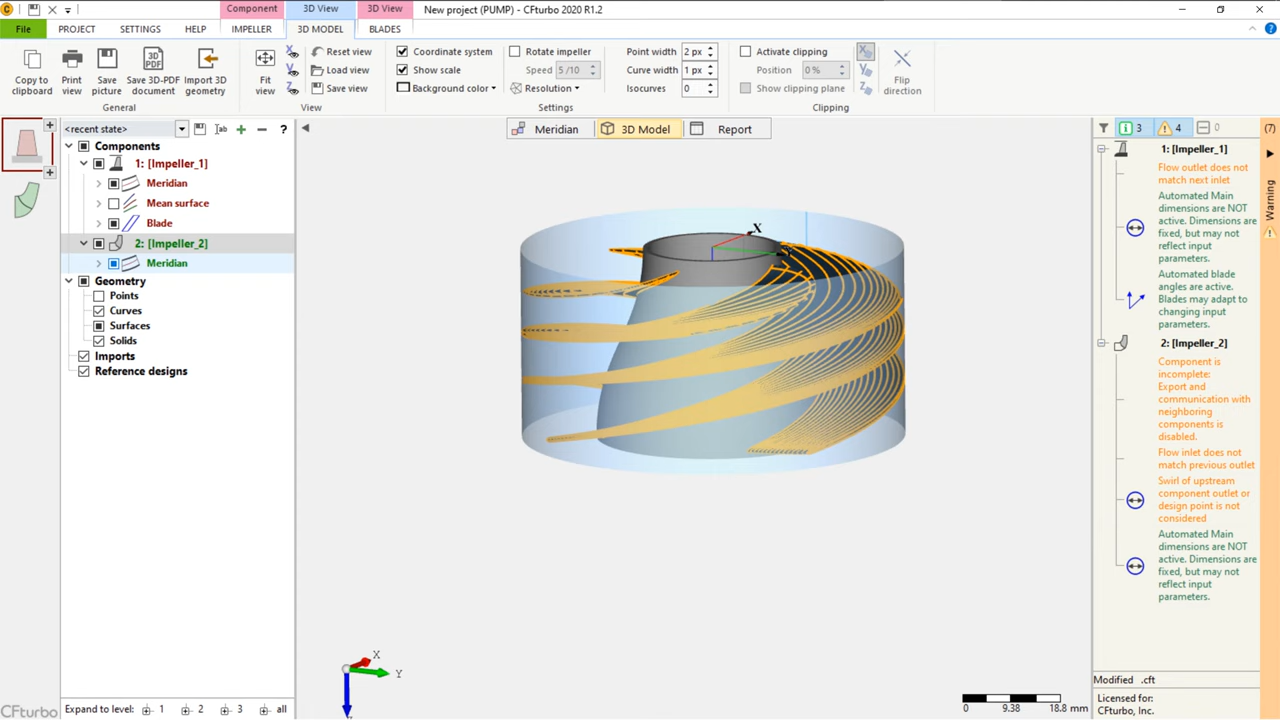 Component
3D View
3D View
New project (PUMP) - CFturbo 2020 R1.2
File
PROJECT
SETTINGS
HELP
IMPELLER
3D MODEL
BLADES
Copy to clipboard
Print view
Save picture
Save 3D-PDF document
Import 3D geometry
General
Fit view
Reset view
Load view
Save view
View
Coordinate system
Show scale
Background color
Rotate impeller
Speed 5 /10
Resolution
Point width 2 px
Curve width 1 px
Isocurves 0
Settings
Activate clipping
Position 0 %
Show clipping plane
Flip direction
Clipping
<recent state>
Components
1: [Impeller_1]
Meridian
Mean surface
Blade
2: [Impeller_2]
Meridian
Geometry
Points
Curves
Surfaces
Solids
Imports
Reference designs
CFturbo
Expand to level: 1 2 3 all
Meridian
3D Model
Report
X
X
Y
0 9.38 18.8 mm
3 4 0
(7)
Warning
1: [Impeller_1]
Flow outlet does not
match next inlet
Automated Main
dimensions are NOT
active. Dimensions are
fixed, but may not
reflect input
parameters.
Automated blade
angles are active.
Blades may adapt to
changing input
parameters.
2: [Impeller_2]
Component is
incomplete:
Export and
communication with
neighboring
components is
disabled.
Flow inlet does not
match previous outlet
Swirl of upstream
component outlet or
design point is not
considered
Automated Main
dimensions are NOT
active. Dimensions are
fixed, but may not
reflect input
parameters.
Modified .cft
Licensed for:
CFturbo, Inc.